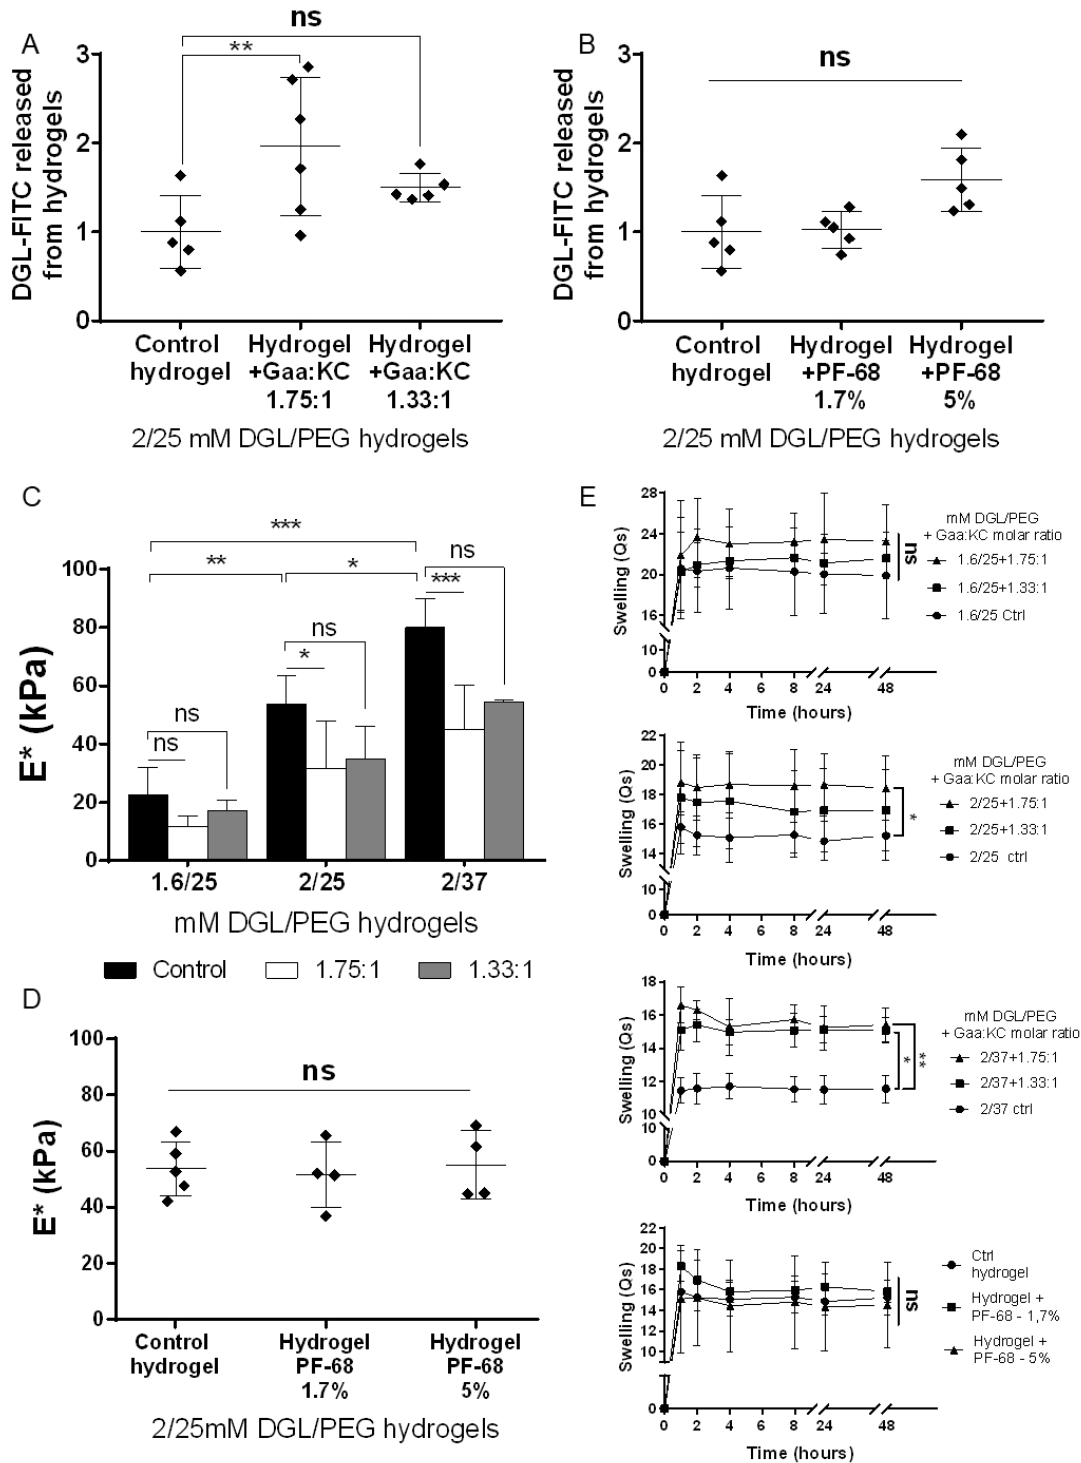 A
ns
**
3
2
1
0
DGL-FITC released
from hydrogels
Control
hydrogel
Hydrogel
+Gaa:KC
1.75:1
Hydrogel
+Gaa:KC
1.33:1
2/25 mM DGL/PEG hydrogels
B
ns
3
2
1
0
DGL-FITC released
from hydrogels
Control
hydrogel
Hydrogel
+PF-68
1.7%
Hydrogel
+PF-68
5%
2/25 mM DGL/PEG hydrogels
C
***
**
*
ns
***
ns
*
ns
ns
100
80
60
40
20
0
E* (kPa)
1.6/25
2/25
2/37
mM DGL/PEG hydrogels
Control
1.75:1
1.33:1
D
ns
100
80
60
40
20
0
E* (kPa)
Control
hydrogel
Hydrogel
PF-68
1.7%
Hydrogel
PF-68
5%
2/25mM DGL/PEG hydrogels
E
28
24
20
16
10
0
Swelling (Qs)
0 2 4 6 8 24 48
Time (hours)
ns
mM DGL/PEG
+ Gaa:KC molar ratio
1.6/25+1.75:1
1.6/25+1.33:1
1.6/25 Ctrl
22
20
18
16
14
10
0
Swelling (Qs)
0 2 4 6 8 24 48
Time (hours)
*
mM DGL/PEG
+ Gaa:KC molar ratio
2/25+1.75:1
2/25+1.33:1
2/25 ctrl
18
16
14
12
10
10
0
Swelling (Qs)
0 2 4 6 8 24 48
Time (hours)
*
**
mM DGL/PEG
+ Gaa:KC molar ratio
2/37+1.75:1
2/37+1.33:1
2/37 ctrl
22
20
18
16
14
12
10
0
Swelling (Qs)
0 2 4 6 8 24 48
Time (hours)
ns
Ctrl
hydrogel
Hydrogel +
PF-68 - 1,7%
Hydrogel +
PF-68 - 5%